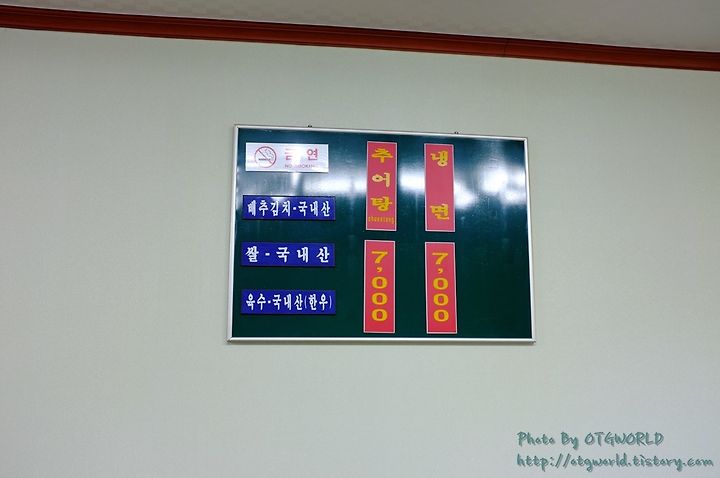 금연
NO SMOKING
배추김치-국내산
쌀-국내산
육수-국내산(한우)
추어탕
chueotang
7,000
냉면
7,000
Photo By OTGWORLD
http://otgworld.tistory.com